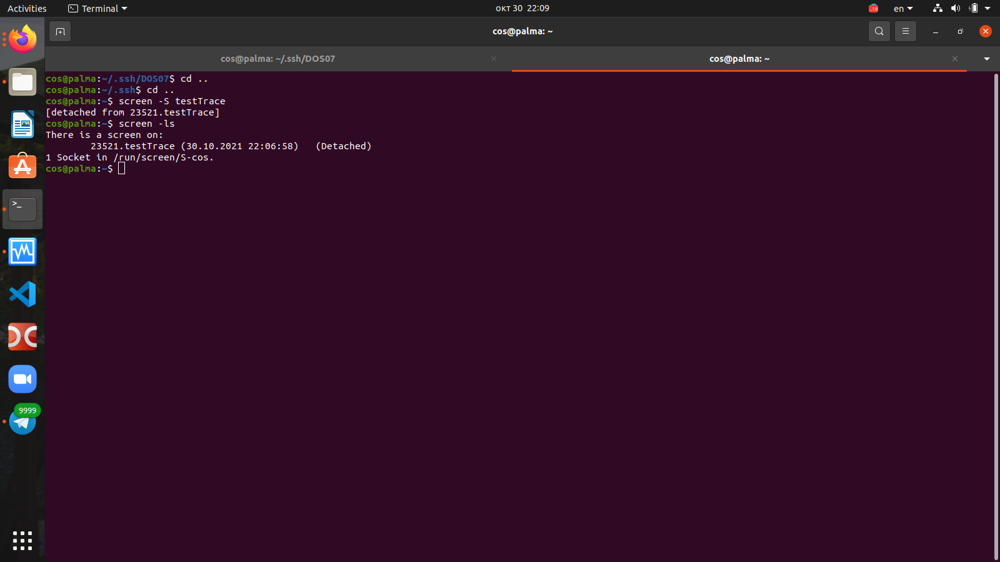 Activities Terminal окт 30 22:09 en
cos@palma: ~
cos@palma: ~/.ssh/DOS07 cos@palma: ~
cos@palma:~/.ssh/DOS07$ cd ..
cos@palma:~/.ssh$ cd ..
cos@palma:~$ screen -S testTrace
[detached from 23521.testTrace]
cos@palma:~$ screen -ls
There is a screen on:
23521.testTrace (30.10.2021 22:06:58) (Detached)
1 Socket in /run/screen/S-cos.
cos@palma:~$
>_
9999